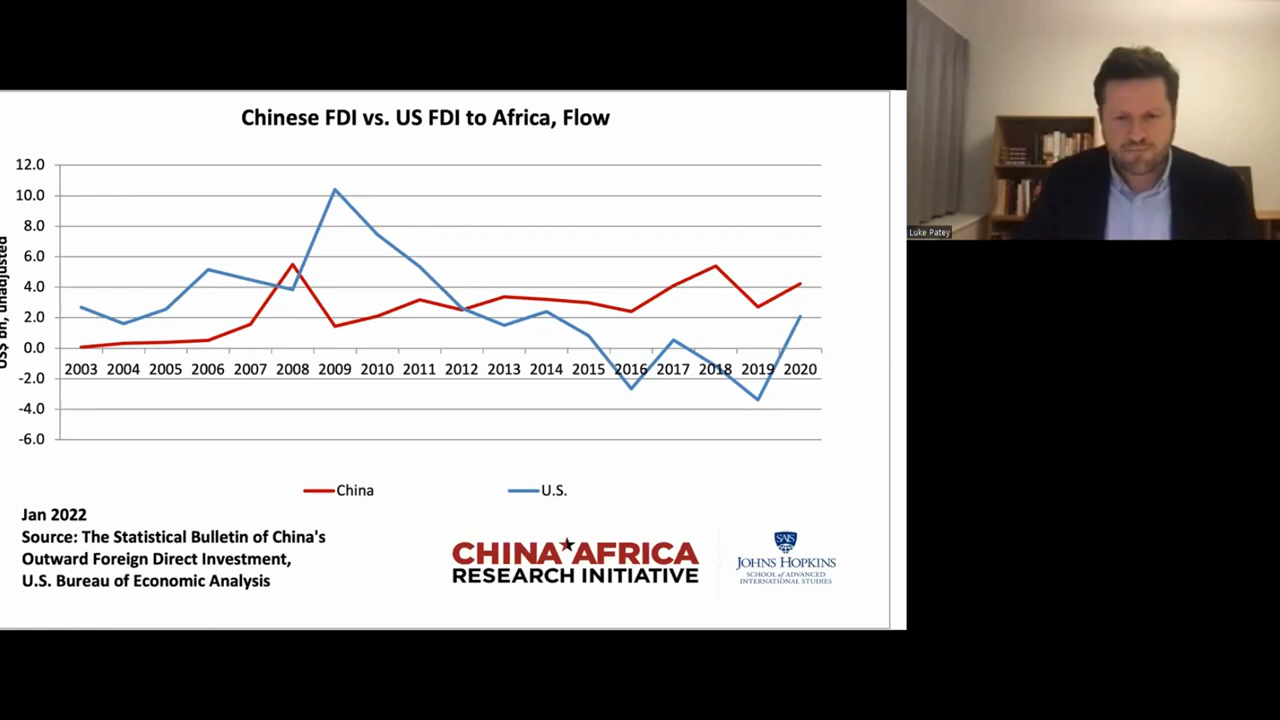 Chinese FDI vs. US FDI to Africa, Flow
US$ bn, unadjusted
12.0
10.0
8.0
6.0
4.0
2.0
0.0
-2.0
-4.0
-6.0
2003 2004 2005 2006 2007 2008 2009 2010 2011 2012 2013 2014 2015 2016 2017 2018 2019 2020
China U.S.
Jan 2022
Source: The Statistical Bulletin of China's
Outward Foreign Direct Investment,
U.S. Bureau of Economic Analysis
CHINA★AFRICA
RESEARCH INITIATIVE
SAIS
JOHNS HOPKINS
SCHOOL of ADVANCED
INTERNATIONAL STUDIES
Luke Patey